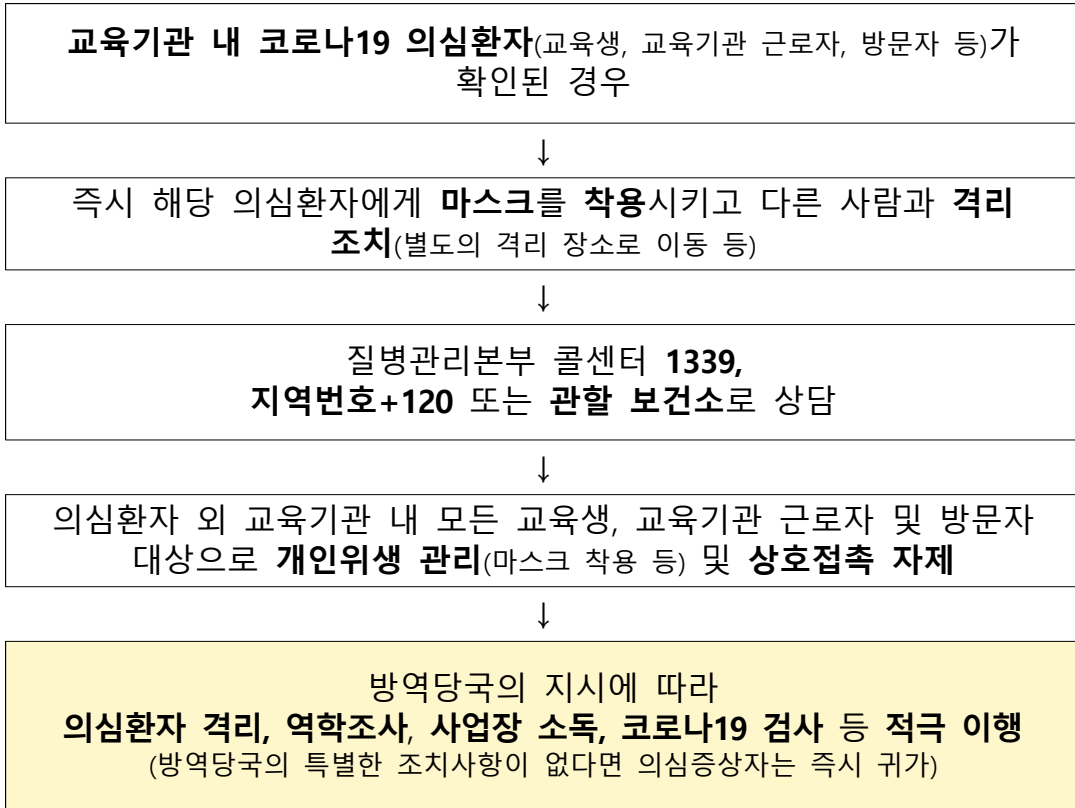 교육기관 내 코로나19 의심환자(교육생, 교육기관 근로자, 방문자 등)가
확인된 경우
↓
즉시 해당 의심환자에게 마스크를 착용시키고 다른 사람과 격리
조치(별도의 격리 장소로 이동 등)
↓
질병관리본부 콜센터 1339,
지역번호+120 또는 관할 보건소로 상담
↓
의심환자 외 교육기관 내 모든 교육생, 교육기관 근로자 및 방문자
대상으로 개인위생 관리(마스크 착용 등) 및 상호접촉 자제
↓
방역당국의 지시에 따라
의심환자 격리, 역학조사, 사업장 소독, 코로나19 검사 등 적극 이행
(방역당국의 특별한 조치사항이 없다면 의심증상자는 즉시 귀가)